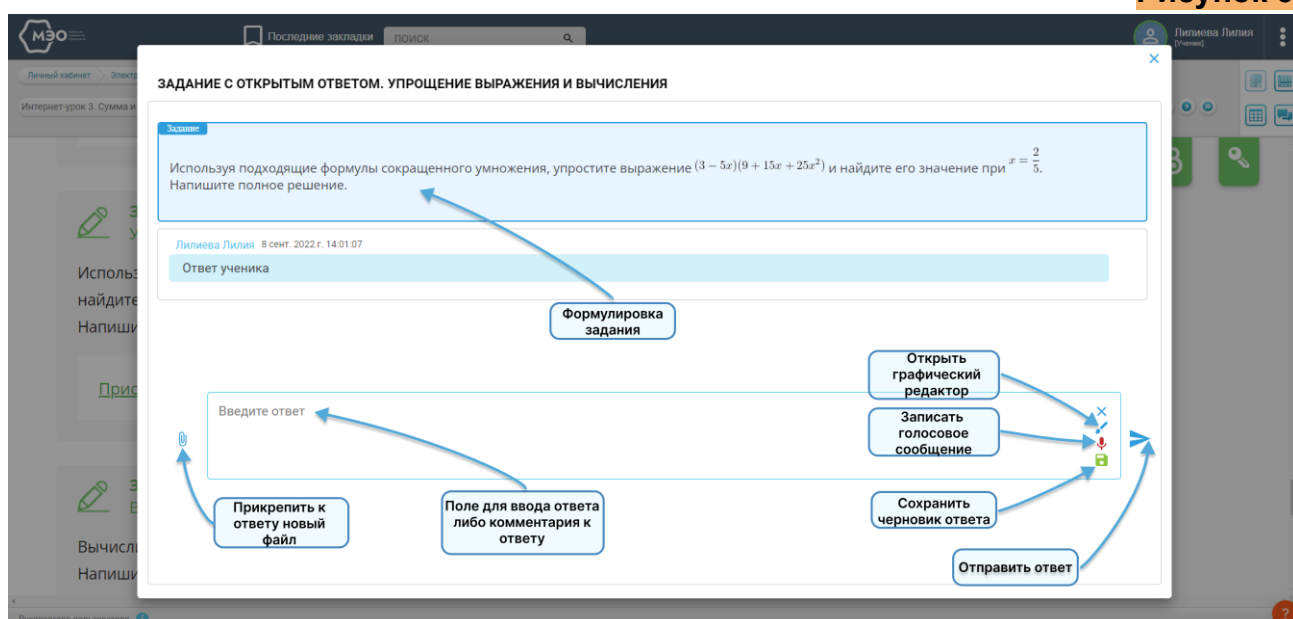 Рисунок
мэо
Последние закладки
поиск
Лилиева Лилия
[Ученик]
Личный кабинет
Электр
Интернет-урок 3. Сумма и
ЗАДАНИЕ С ОТКРЫТЫМ ОТВЕТОМ. УПРОЩЕНИЕ ВЫРАЖЕНИЯ И ВЫЧИСЛЕНИЯ
Задание
Используя подходящие формулы сокращенного умножения, упростите выражение (3 − 5x)(9 + 15x + 25x²) и найдите его значение при x = 2/5.
Напишите полное решение.
Лилиева Лилия 8 сент. 2022 г. 14:01:07
Ответ ученика
Использ
найдите
Напиши
Формулировка
задания
Открыть
графический
редактор
Прис
Введите ответ
Записать
голосовое
сообщение
Прикрепить к
ответу новый
файл
Поле для ввода ответа
либо комментария к
ответу
Сохранить
черновик ответа
Отправить ответ
Вычисл
Напиши
?